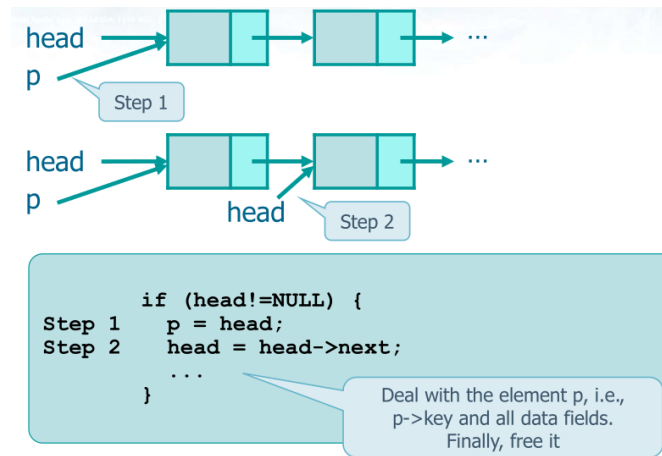 head
...
p
Step 1
head
...
p
head
Step 2
if (head!=NULL) {
Step 1 p = head;
Step 2 head = head->next;
...
}
Deal with the element p, i.e.,
p->key and all data fields.
Finally, free it